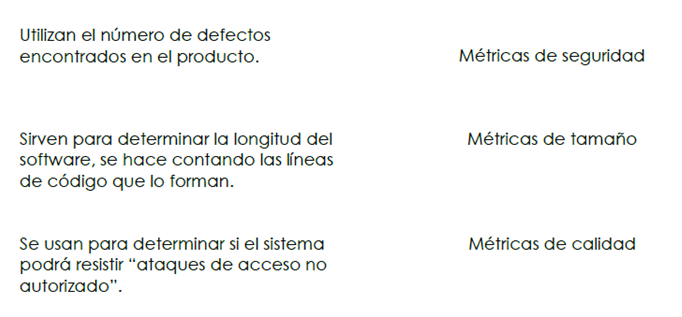 Utilizan el número de defectos
encontrados en el producto.
Métricas de seguridad
Sirven para determinar la longitud del
software, se hace contando las líneas
de código que lo forman.
Métricas de tamaño
Se usan para determinar si el sistema
podrá resistir “ataques de acceso no
autorizado”.
Métricas de calidad